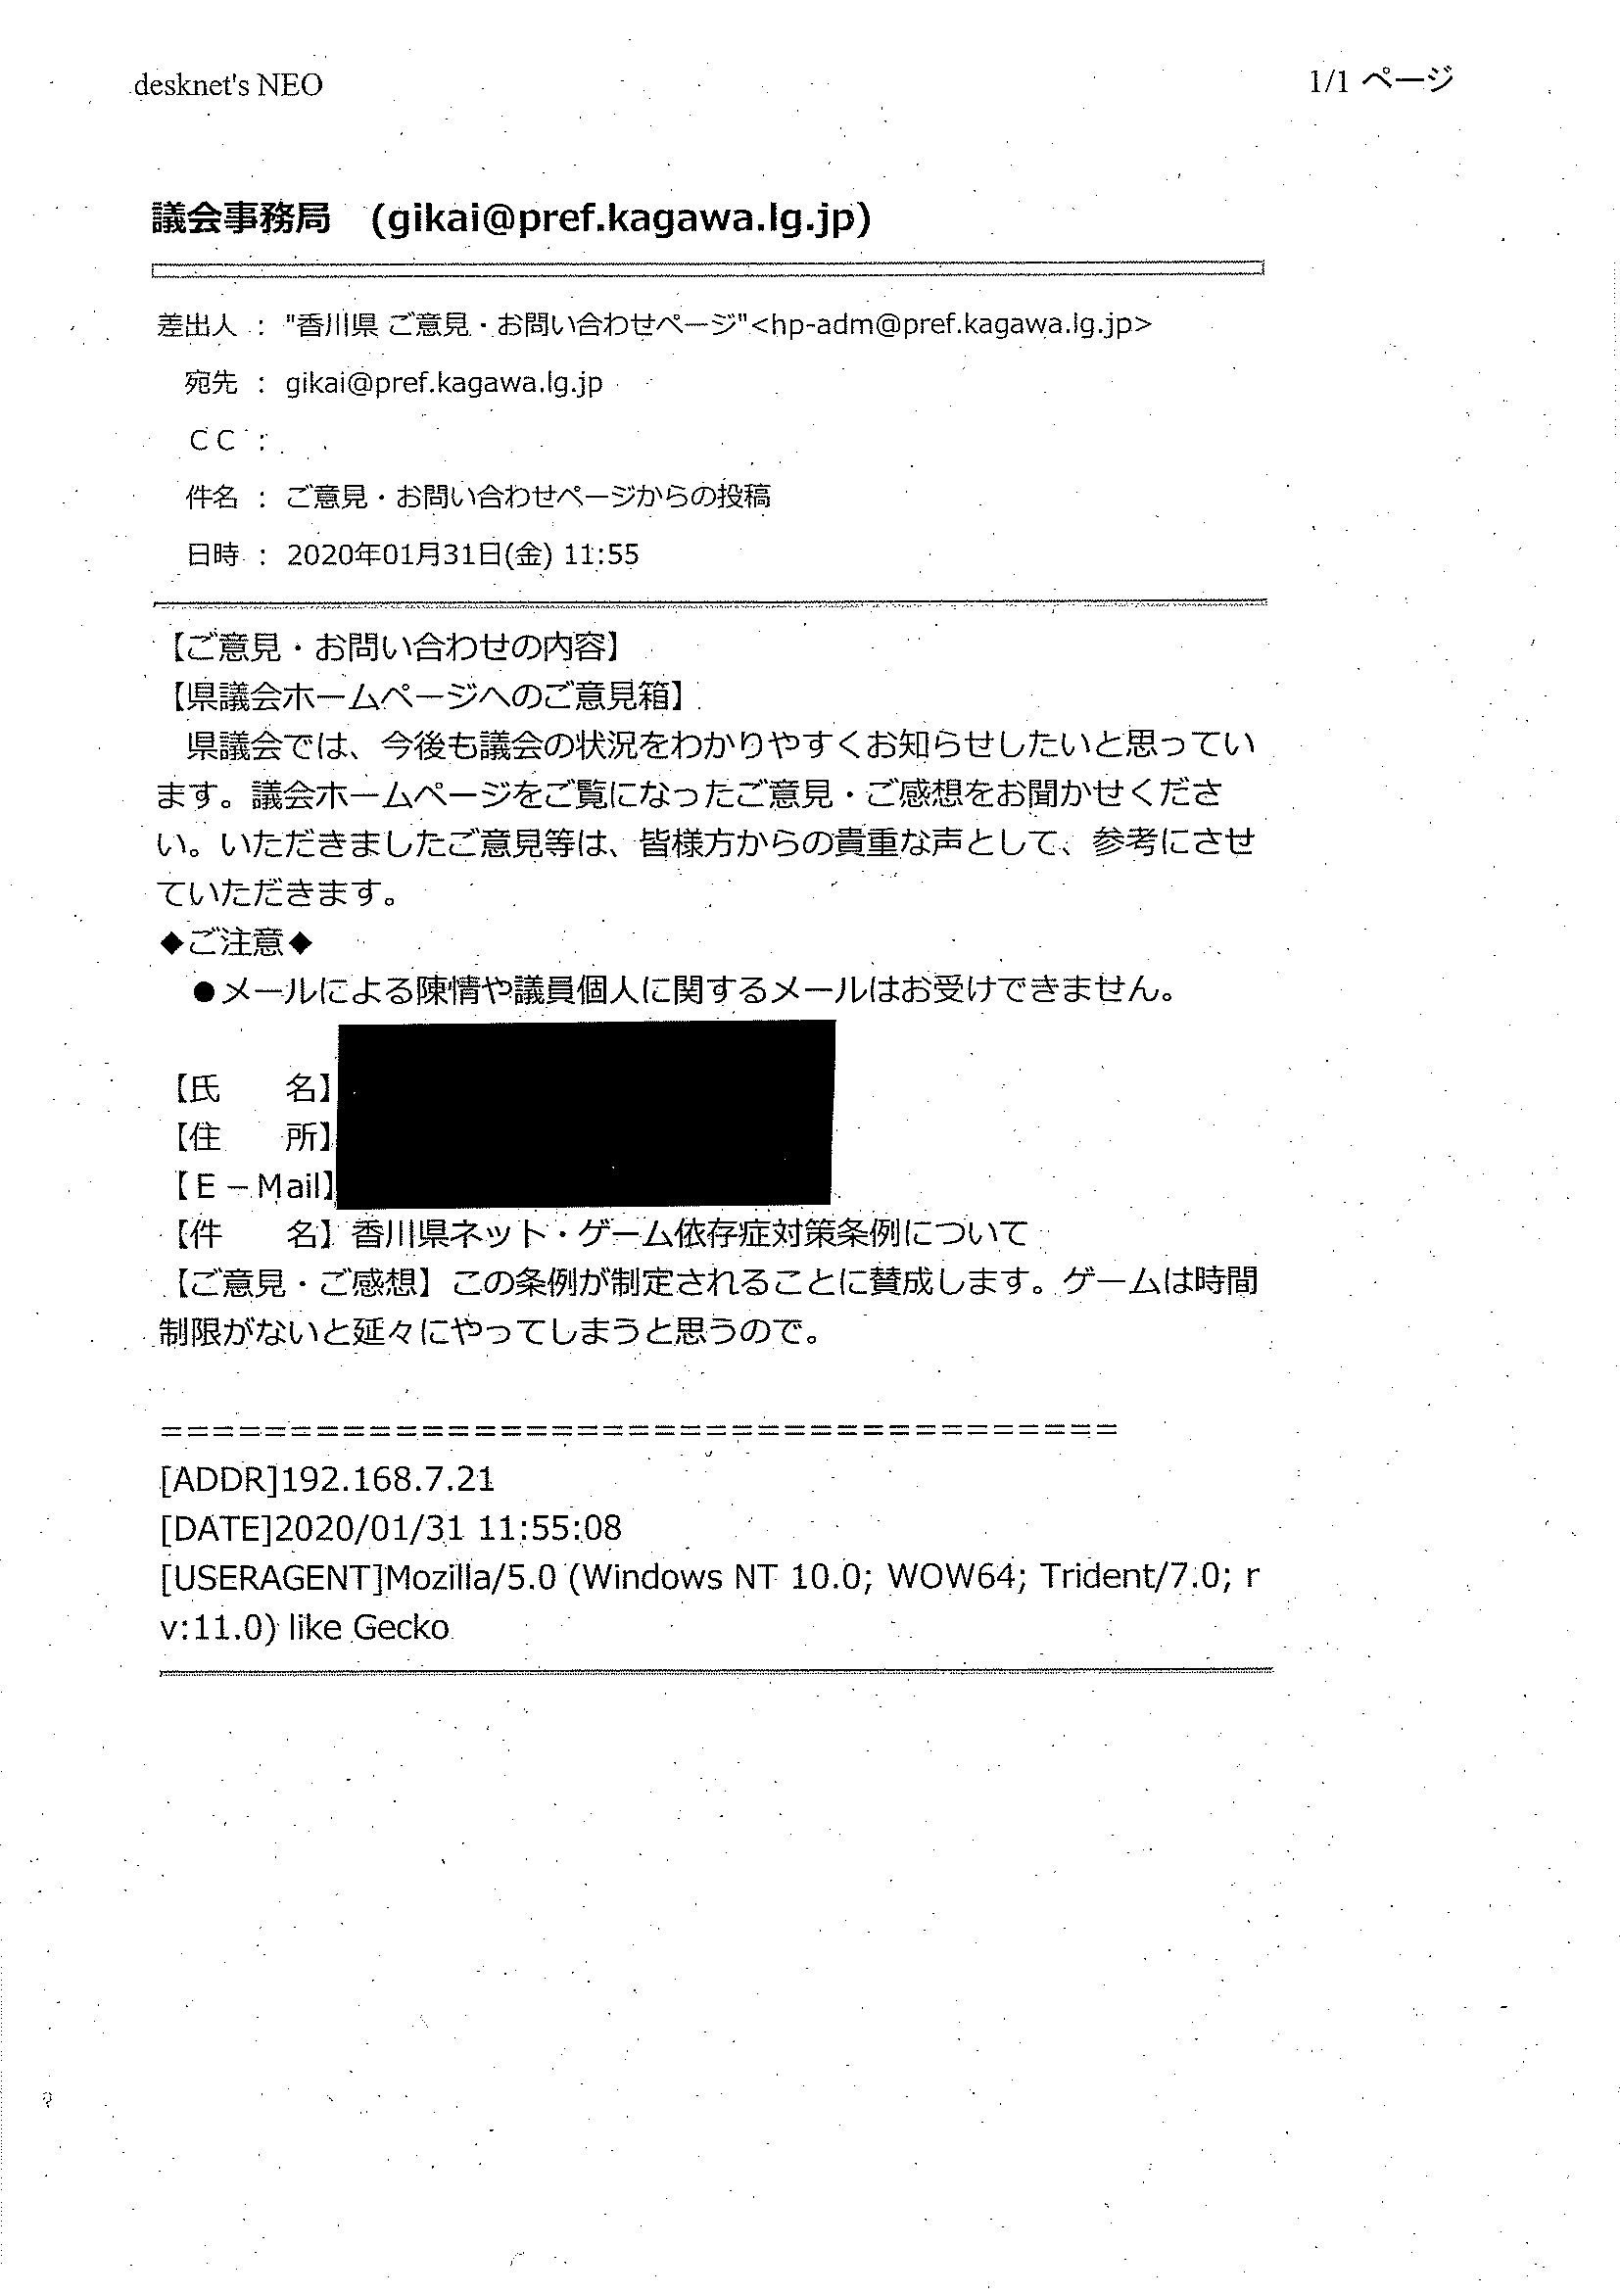 desknet's NEO
1/1 ページ
議会事務局　(gikai@pref.kagawa.lg.jp)
差出人 ： "香川県 ご意見・お問い合わせページ"<hp-adm@pref.kagawa.lg.jp>
宛先 ： gikai@pref.kagawa.lg.jp
ＣＣ ：
件名 ： ご意見・お問い合わせページからの投稿
日時 ： 2020年01月31日(金) 11:55
【ご意見・お問い合わせの内容】
【県議会ホームページへのご意見箱】
　県議会では、今後も議会の状況をわかりやすくお知らせしたいと思ってい
ます。議会ホームページをご覧になったご意見・ご感想をお聞かせくださ
い。いただきましたご意見等は、皆様方からの貴重な声として、参考にさせ
ていただきます。
◆ご注意◆
　●メールによる陳情や議員個人に関するメールはお受けできません。
【氏　　名】
【住　　所】
【Ｅ－Mail】
【件　　名】香川県ネット・ゲーム依存症対策条例について
【ご意見・ご感想】この条例が制定されることに賛成します。ゲームは時間
制限がないと延々にやってしまうと思うので。
=====================================
[ADDR]192.168.7.21
[DATE]2020/01/31 11:55:08
[USERAGENT]Mozilla/5.0 (Windows NT 10.0; WOW64; Trident/7.0; r
v:11.0) like Gecko